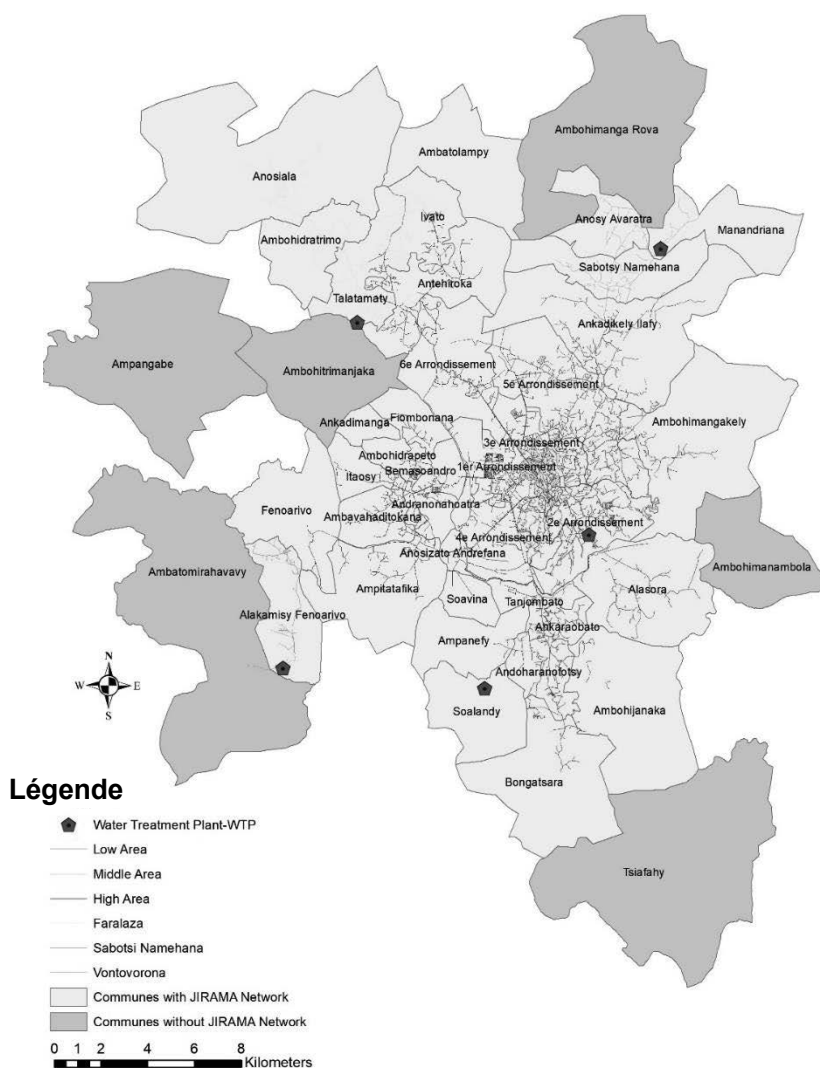 Ambohimanga Rova
Ambatolampy
Anosiala
Ivato
Anosy Avaratra
Manandriana
Ambohidratrimo
Sabotsy Namehana
Antehiroka
Talatamaty
Ankadikely Ilafy
Ampangabe
Ambohitrimanjaka
6e Arrondissement
5e Arrondissement
Ankadimanga
Fiombonana
Ambohimangakely
3e Arrondissement
Ambohidrapeto
Bemasoandro
1er Arrondissement
Itaosy
Fenoarivo
Andranonahoatra
Ambavahaditokana
2e Arrondissement
4e Arrondissement
Anosizato Andrefana
Ambohimanambola
Ambatomirahavavy
Ampitatafika
Alasora
Soavina
Tanjombato
Alakamisy Fenoarivo
Ankaraobato
Ampanefy
N
W E
S
Andoharanofotsy
Soalandy
Ambohijanaka
Bongatsara
Tsiafahy
Légende
Water Treatment Plant-WTP
Low Area
Middle Area
High Area
Faralaza
Sabotsi Namehana
Vontovorona
Communes with JIRAMA Network
Communes without JIRAMA Network
0 1 2 4 6 8
Kilometers